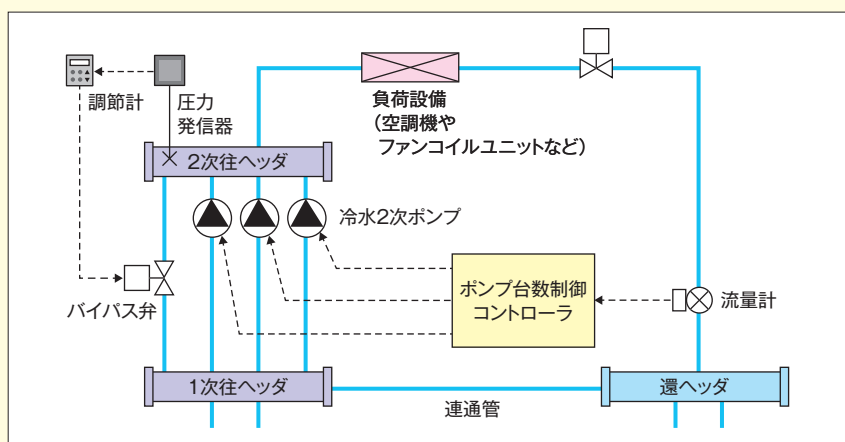 調節計
圧力
発信器
負荷設備
（空調機や
ファンコイルユニットなど）
2次往ヘッダ
冷水2次ポンプ
バイパス弁
ポンプ台数制御
コントローラ
流量計
1次往ヘッダ
連通管
還ヘッダ